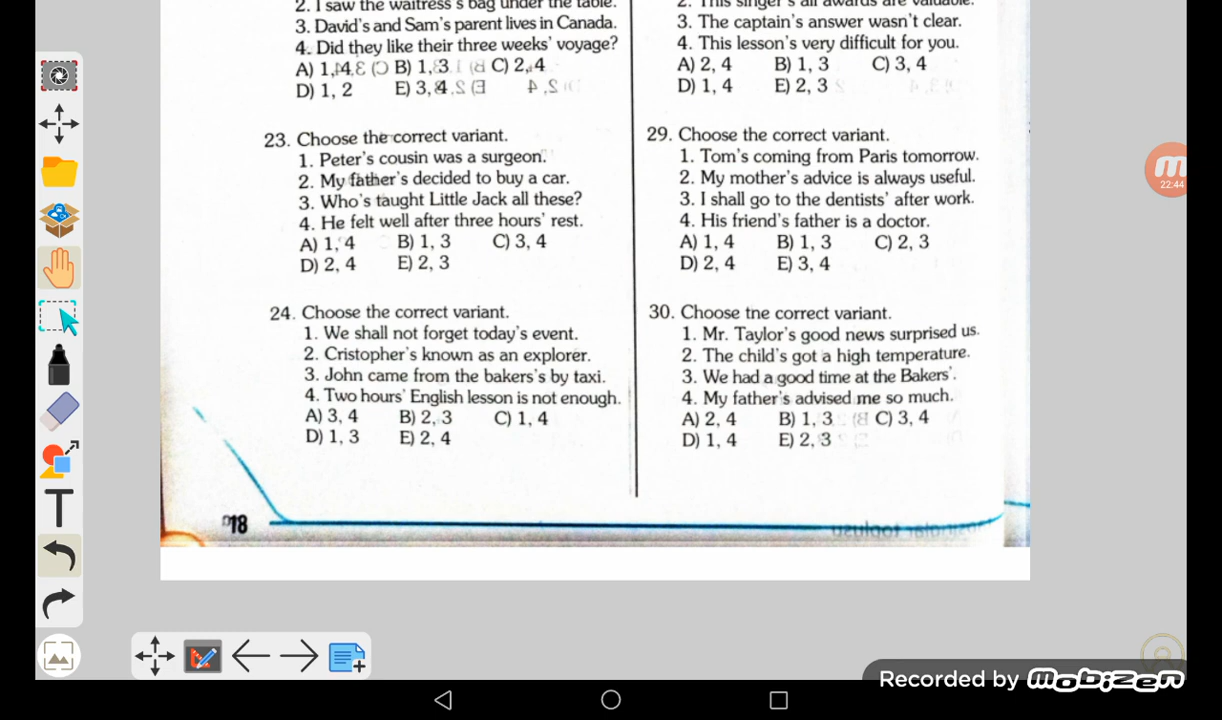 2. I saw the waitress's bag under the table.
3. David's and Sam's parent lives in Canada.
4. Did they like their three weeks' voyage?
A) 1, 4 B) 1, 3 C) 2, 4
D) 1, 2 E) 3, 4
23. Choose the correct variant.
1. Peter's cousin was a surgeon.
2. My father's decided to buy a car.
3. Who's taught Little Jack all these?
4. He felt well after three hours' rest.
A) 1, 4 B) 1, 3 C) 3, 4
D) 2, 4 E) 2, 3
24. Choose the correct variant.
1. We shall not forget today's event.
2. Cristopher's known as an explorer.
3. John came from the bakers's by taxi.
4. Two hours' English lesson is not enough.
A) 3, 4 B) 2, 3 C) 1, 4
D) 1, 3 E) 2, 4
18
2. This singer's all awards are valuable.
3. The captain's answer wasn't clear.
4. This lesson's very difficult for you.
A) 2, 4 B) 1, 3 C) 3, 4
D) 1, 4 E) 2, 3
29. Choose the correct variant.
1. Tom's coming from Paris tomorrow.
2. My mother's advice is always useful.
3. I shall go to the dentists' after work.
4. His friend's father is a doctor.
A) 1, 4 B) 1, 3 C) 2, 3
D) 2, 4 E) 3, 4
30. Choose tne correct variant.
1. Mr. Taylor's good news surprised us.
2. The child's got a high temperature.
3. We had a good time at the Bakers'.
4. My father's advised me so much.
A) 2, 4 B) 1, 3 C) 3, 4
D) 1, 4 E) 2, 3
22:44
T
Recorded by mobizen